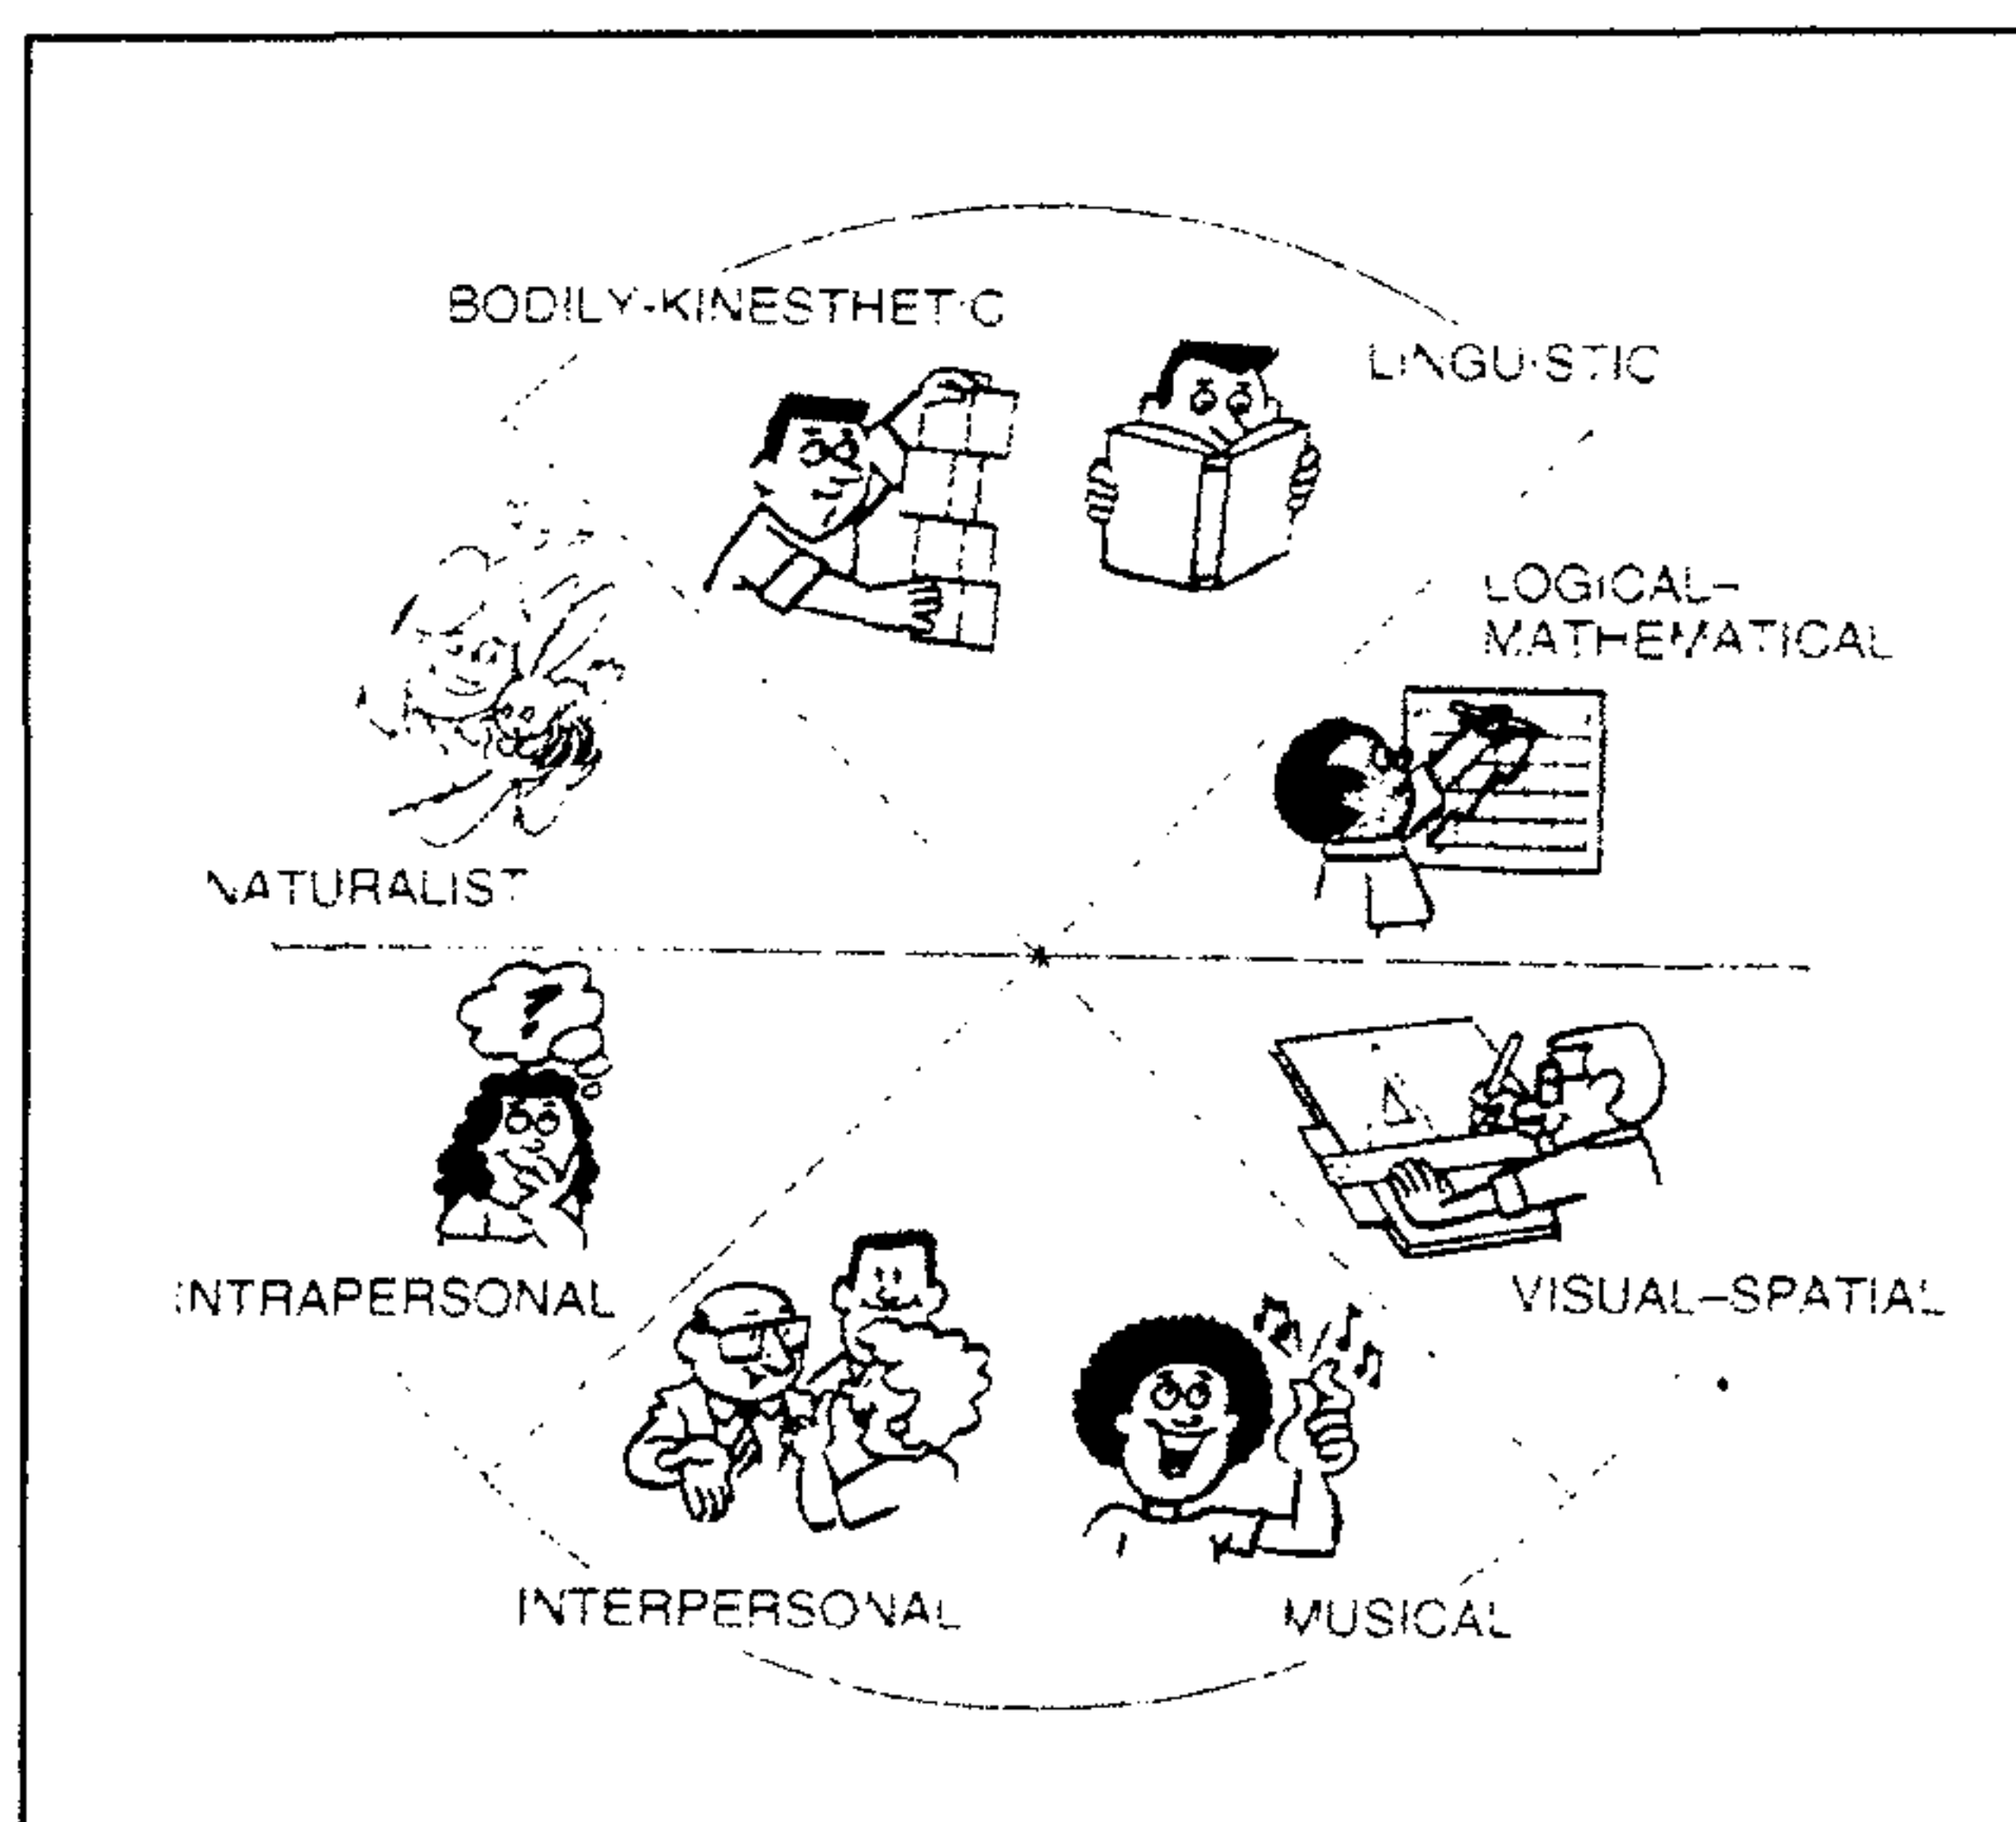 BODILY-KINESTHETIC
LINGUISTIC
LOGICAL-
MATHEMATICAL
NATURALIST
INTRAPERSONAL
VISUAL-SPATIAL
INTERPERSONAL
MUSICAL